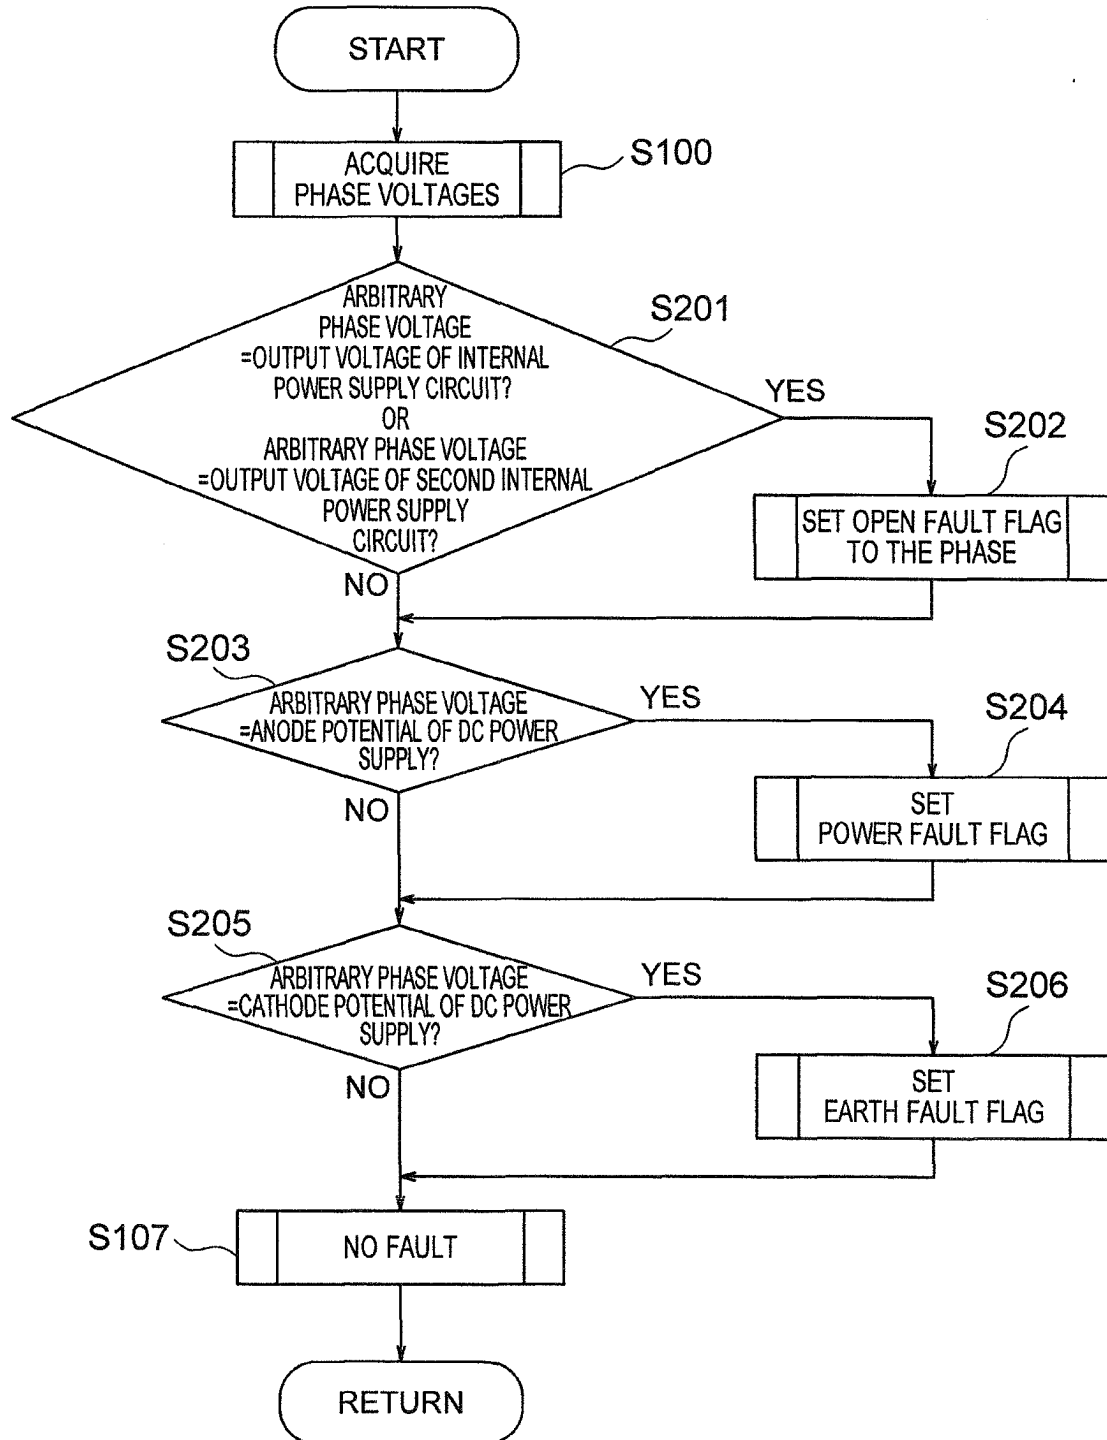 START
ACQUIRE
PHASE VOLTAGES
S100
ARBITRARY
PHASE VOLTAGE
=OUTPUT VOLTAGE OF INTERNAL
POWER SUPPLY CIRCUIT?
OR
ARBITRARY PHASE VOLTAGE
=OUTPUT VOLTAGE OF SECOND INTERNAL
POWER SUPPLY
CIRCUIT?
S201
YES
S202
SET OPEN FAULT FLAG
TO THE PHASE
NO
S203
ARBITRARY PHASE VOLTAGE
=ANODE POTENTIAL OF DC POWER
SUPPLY?
YES
S204
SET
POWER FAULT FLAG
NO
S205
ARBITRARY PHASE VOLTAGE
=CATHODE POTENTIAL OF DC POWER
SUPPLY?
YES
S206
SET
EARTH FAULT FLAG
NO
S107
NO FAULT
RETURN